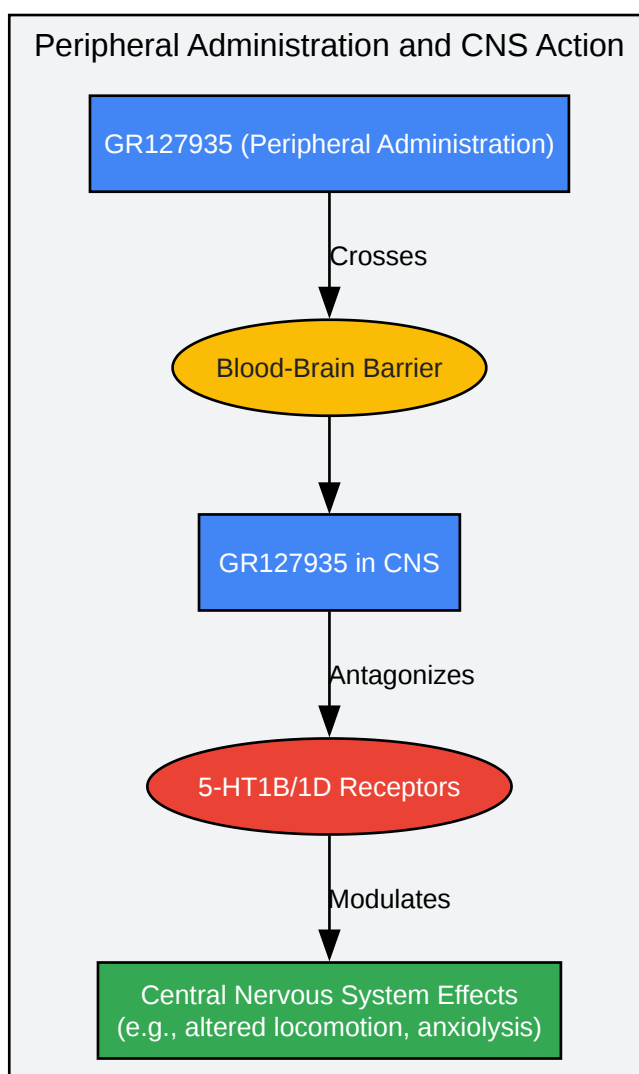 Peripheral Administration and CNS Action
GR127935 (Peripheral Administration)
Crosses
Blood-Brain Barrier
GR127935 in CNS
Antagonizes
5-HT1B/1D Receptors
Modulates
Central Nervous System Effects
(e.g., altered locomotion, anxiolysis)